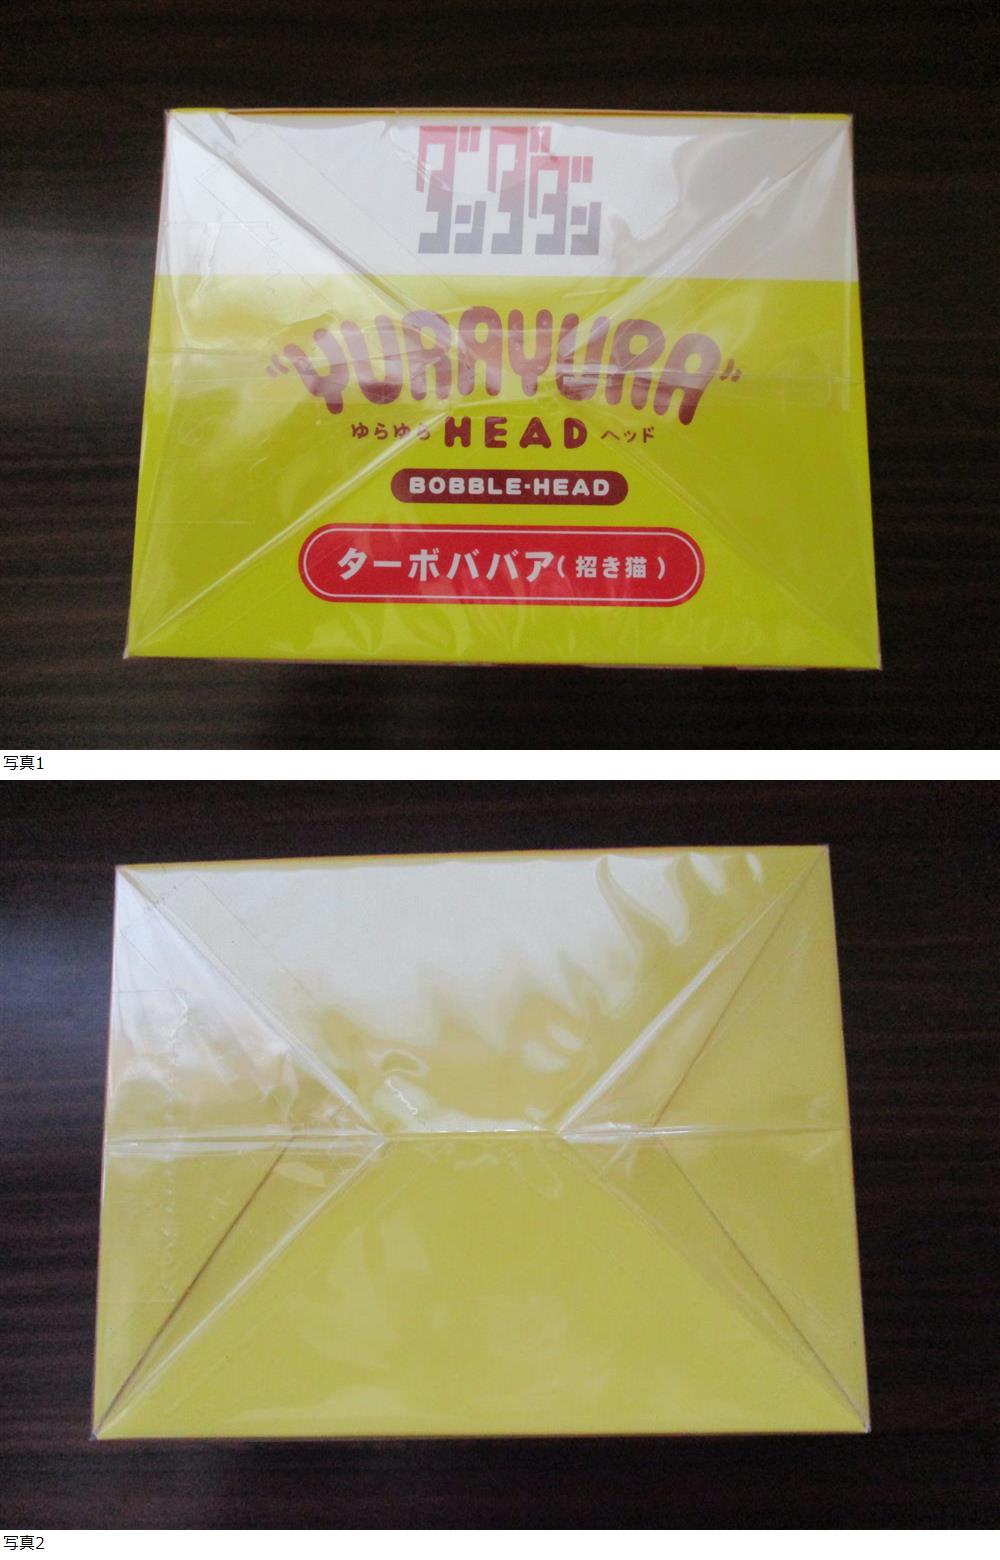 ダンダダン
"YURAYURA"
ゆらゆら HEAD ヘッド
BOBBLE-HEAD
ターボババア(招き猫)
写真1
写真2